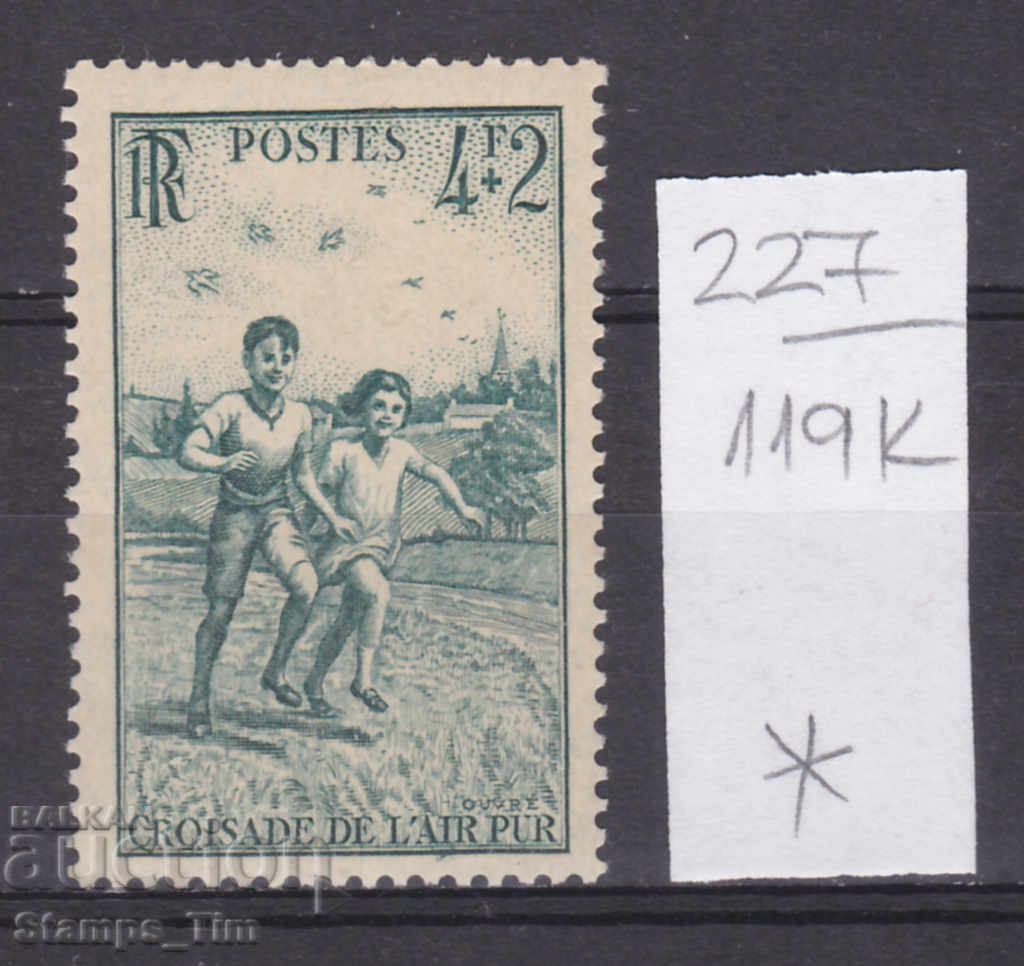 RF POSTES 4F+2
OUVRÉ
CROISADE DE L'AIR PUR
227
119K
*
BALKAN
auction
Stamps_Tim